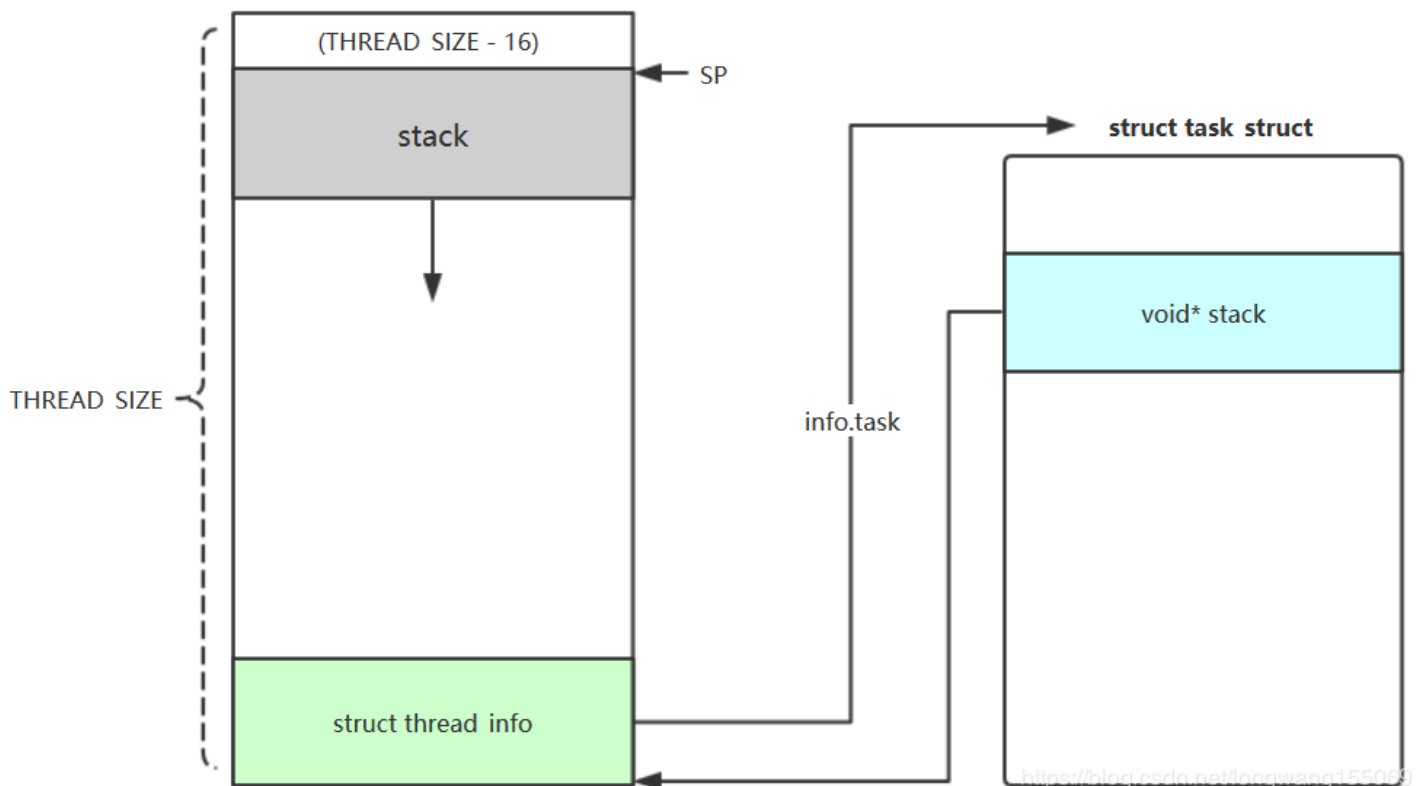 (THREAD SIZE - 16)
SP
stack
struct task struct
void* stack
THREAD SIZE
info.task
struct thread info
https://blog.csdn.net/longwang155069